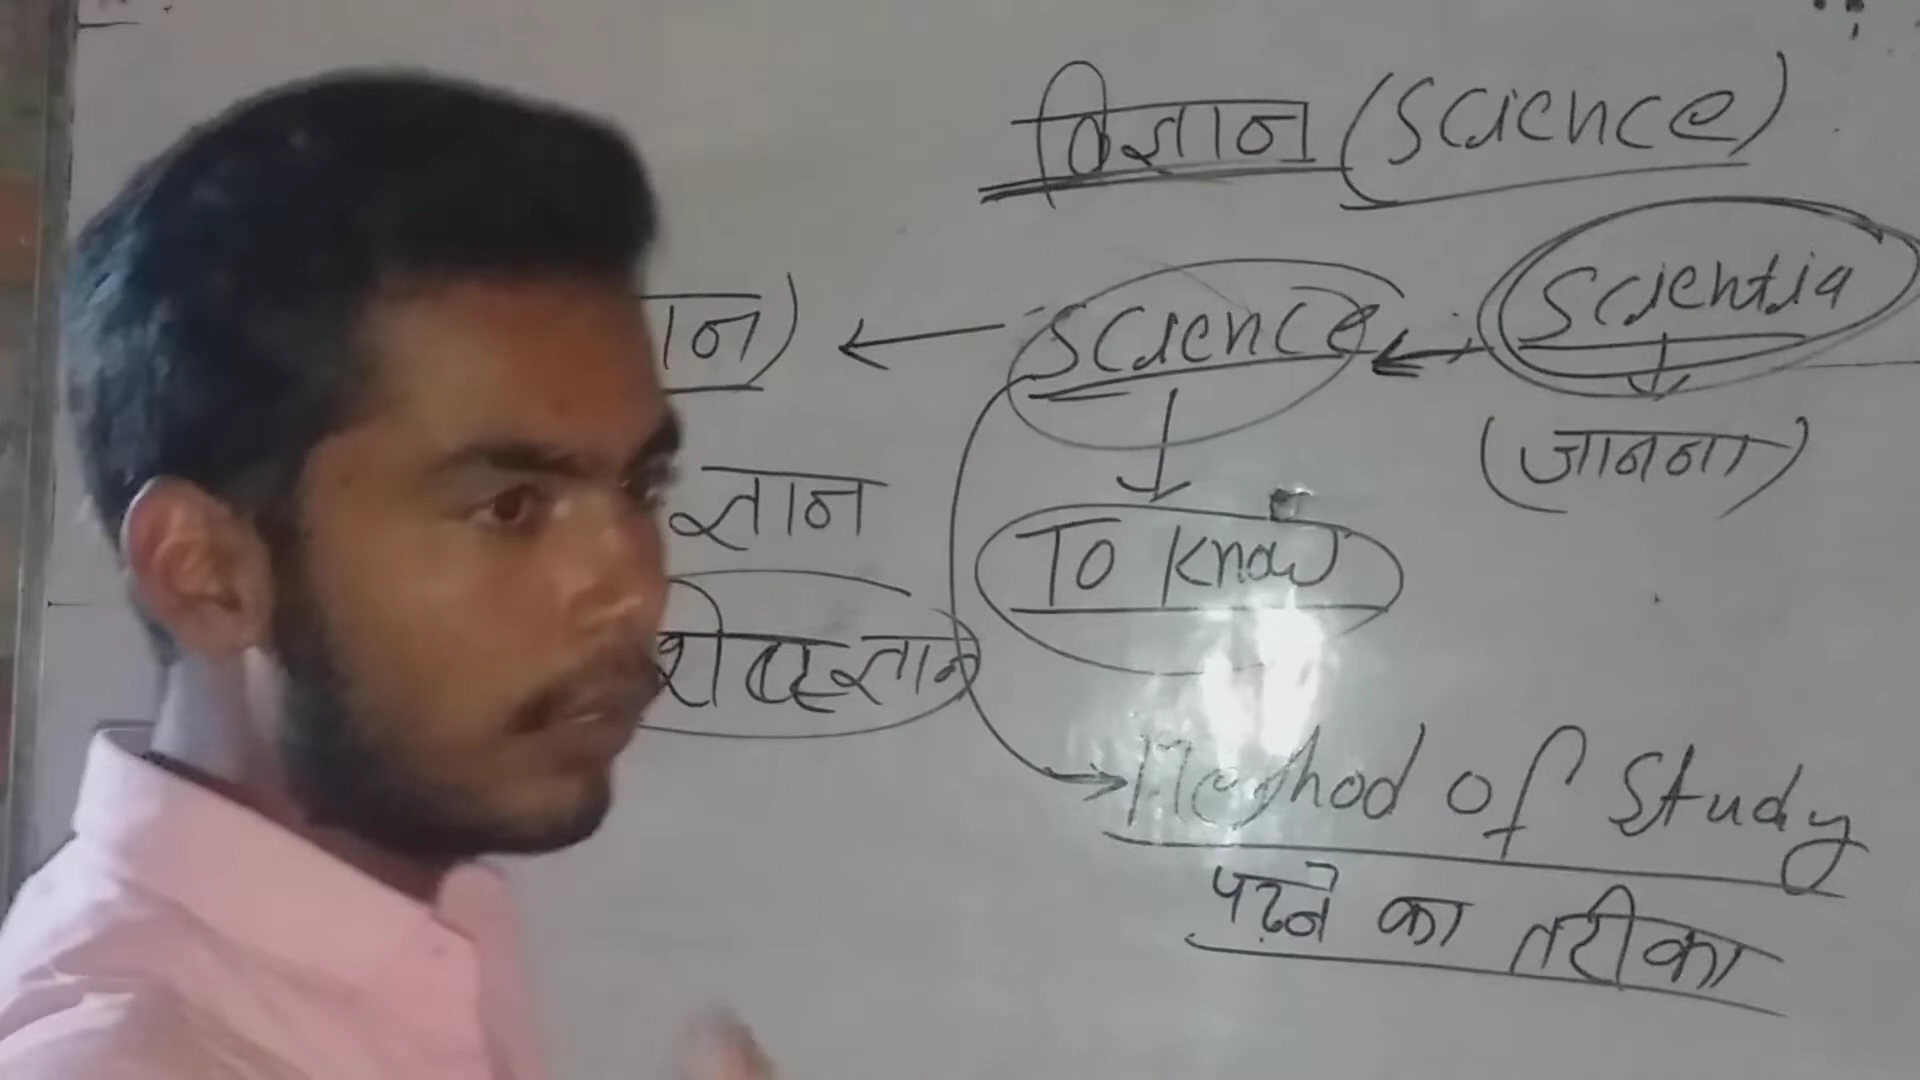 विज्ञान (Science)
Science ← Scientia
(जानना)
ज्ञान
To Know
Method of Study
पढ़ने का तरीका